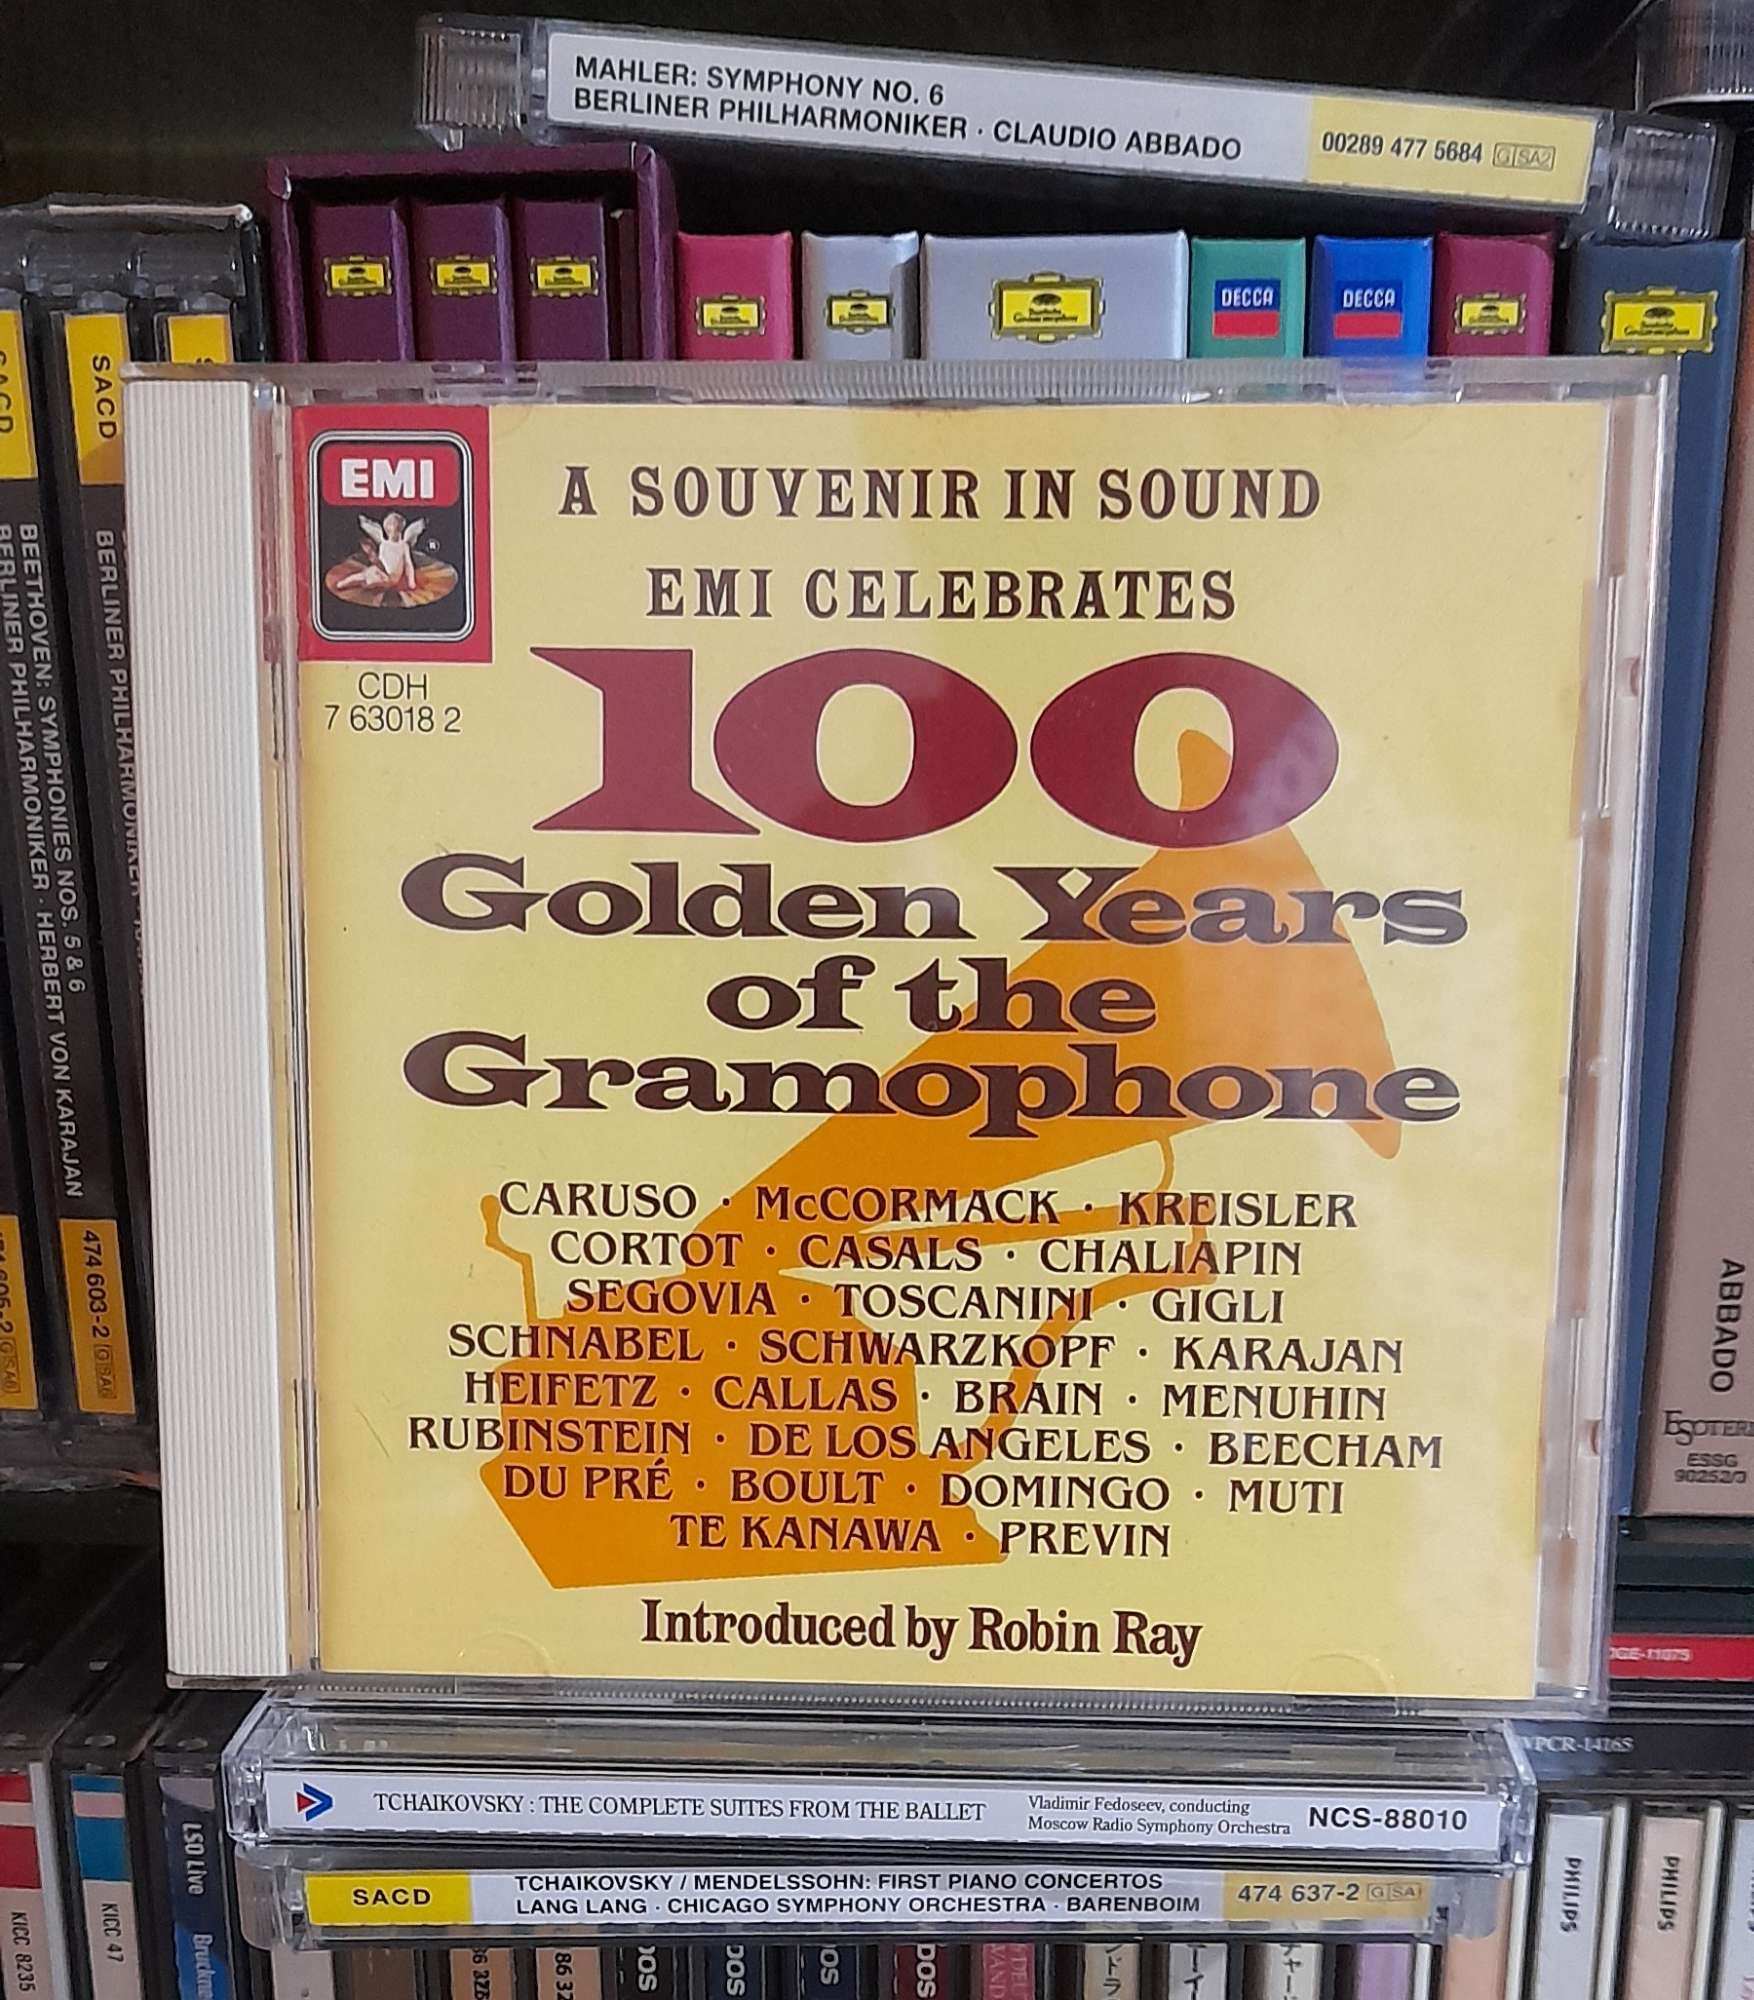 MAHLER: SYMPHONY NO. 6
BERLINER PHILHARMONIKER · CLAUDIO ABBADO
00289 477 5684 G SA2
DECCA
DECCA
SACD
SACD
BEETHOVEN: SYMPHONIES NOS. 5 & 6
BERLINER PHILHARMONIKER · HERBERT VON KARAJAN
BERLINER PHILHARMONIKER
474 603-2 G SA6
EMI
CDH
7 63018 2
A SOUVENIR IN SOUND
EMI CELEBRATES
100
Golden Years
of the
Gramophone
CARUSO · McCORMACK · KREISLER
CORTOT · CASALS · CHALIAPIN
SEGOVIA · TOSCANINI · GIGLI
SCHNABEL · SCHWARZKOPF · KARAJAN
HEIFETZ · CALLAS · BRAIN · MENUHIN
RUBINSTEIN · DE LOS ANGELES · BEECHAM
DU PRÉ · BOULT · DOMINGO · MUTI
TE KANAWA · PREVIN
Introduced by Robin Ray
ABBADO
ESSG
VPCR-14165
TCHAIKOVSKY : THE COMPLETE SUITES FROM THE BALLET
Vladimir Fedoseev, conducting
Moscow Radio Symphony Orchestra
NCS-88010
SACD
TCHAIKOVSKY / MENDELSSOHN: FIRST PIANO CONCERTOS
LANG LANG · CHICAGO SYMPHONY ORCHESTRA · BARENBOIM
474 637-2 G SA
KICC 8235
KICC 47
LSO Live
PHILIPS
PHILIPS